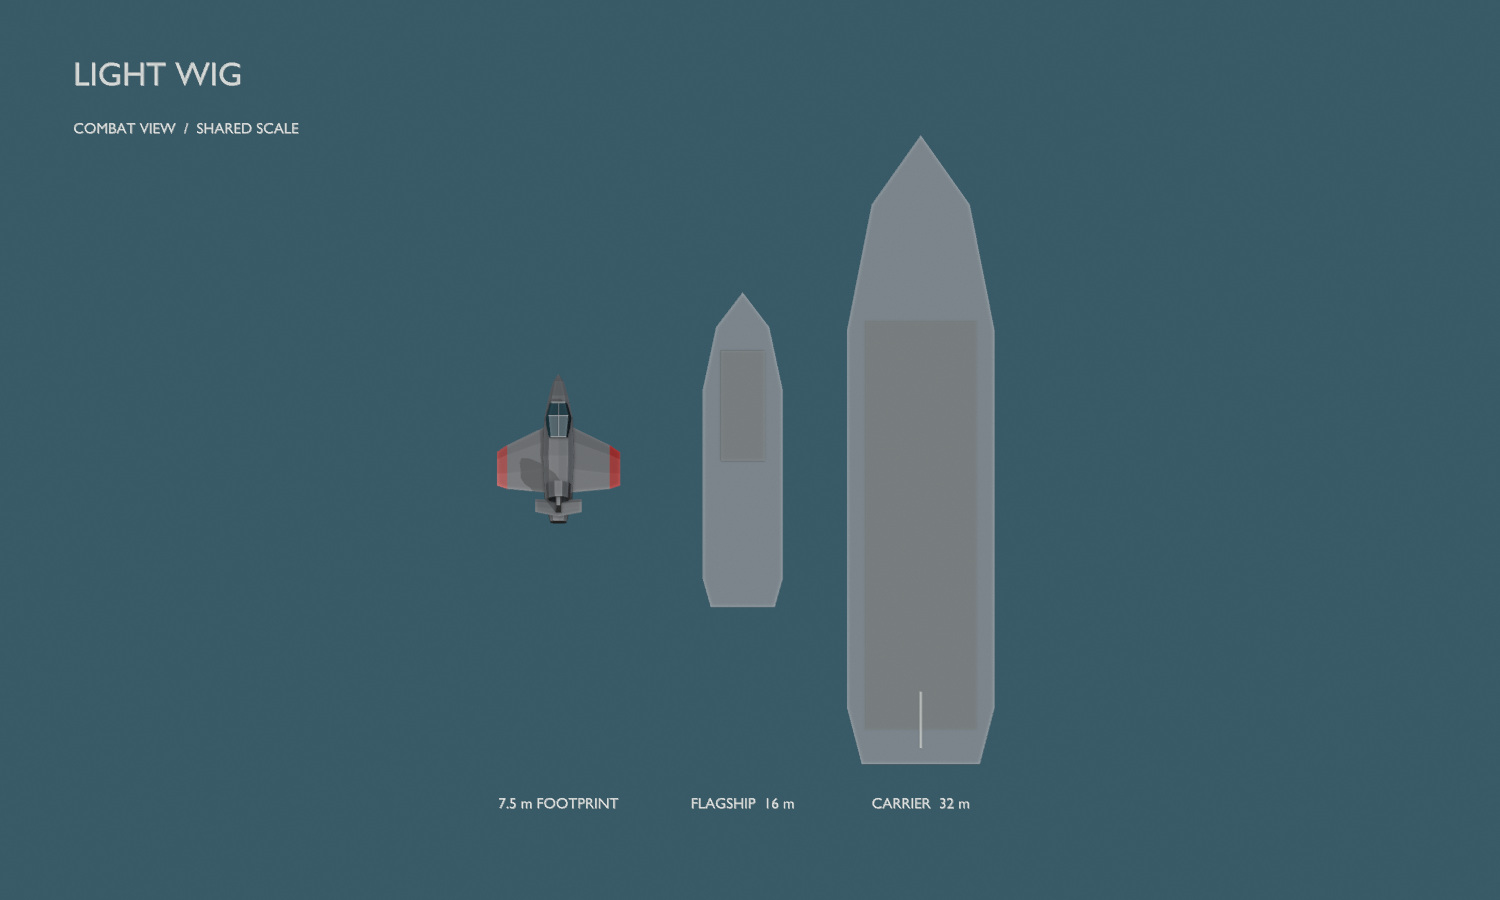 LIGHT WIG
COMBAT VIEW / SHARED SCALE
7.5 m FOOTPRINT
FLAGSHIP 16 m
CARRIER 32 m